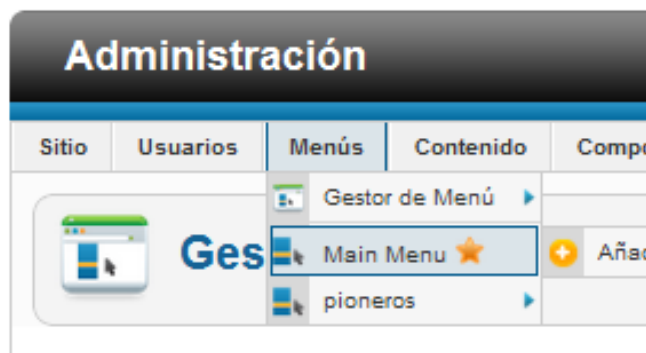 Administración
Sitio Usuarios Menús Contenido
Gestor de Menú
Main Menu
pioneros